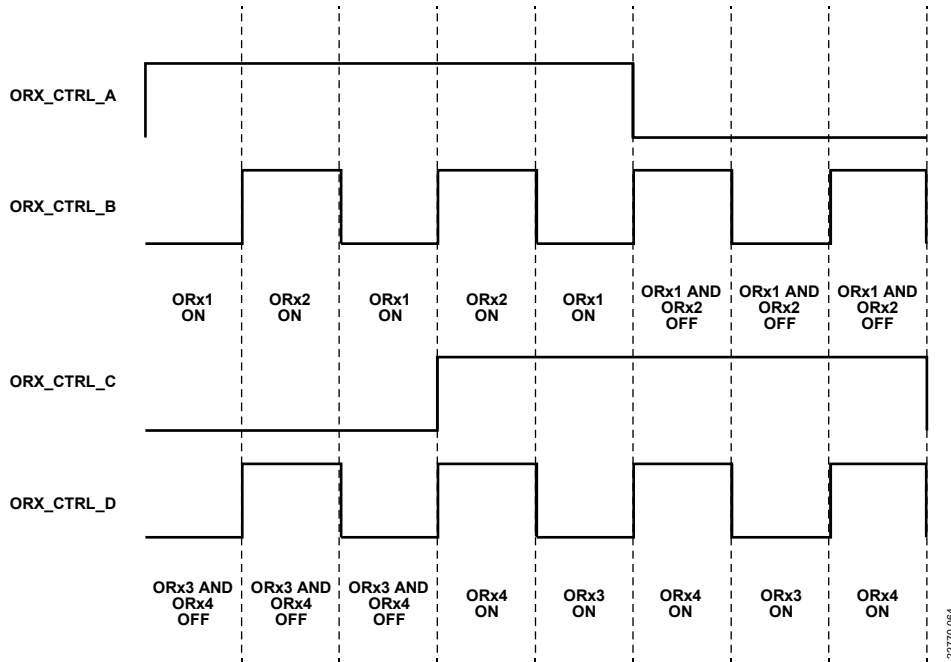 ORX_CTRL_A
ORX_CTRL_B
ORx1
ON
ORx2
ON
ORx1
ON
ORx2
ON
ORx1
ON
ORx1 AND
ORx2
OFF
ORx1 AND
ORx2
OFF
ORx1 AND
ORx2
OFF
ORX_CTRL_C
ORX_CTRL_D
ORx3 AND
ORx4
OFF
ORx3 AND
ORx4
OFF
ORx3 AND
ORx4
OFF
ORx4
ON
ORx3
ON
ORx4
ON
ORx3
ON
ORx4
ON
22770-064